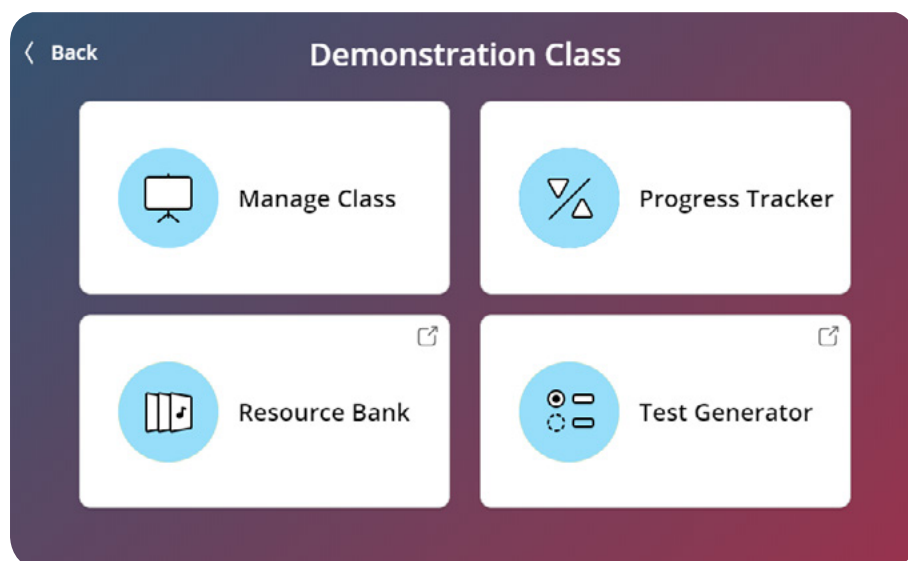 Back
Demonstration Class
Manage Class
Progress Tracker
Resource Bank
Test Generator